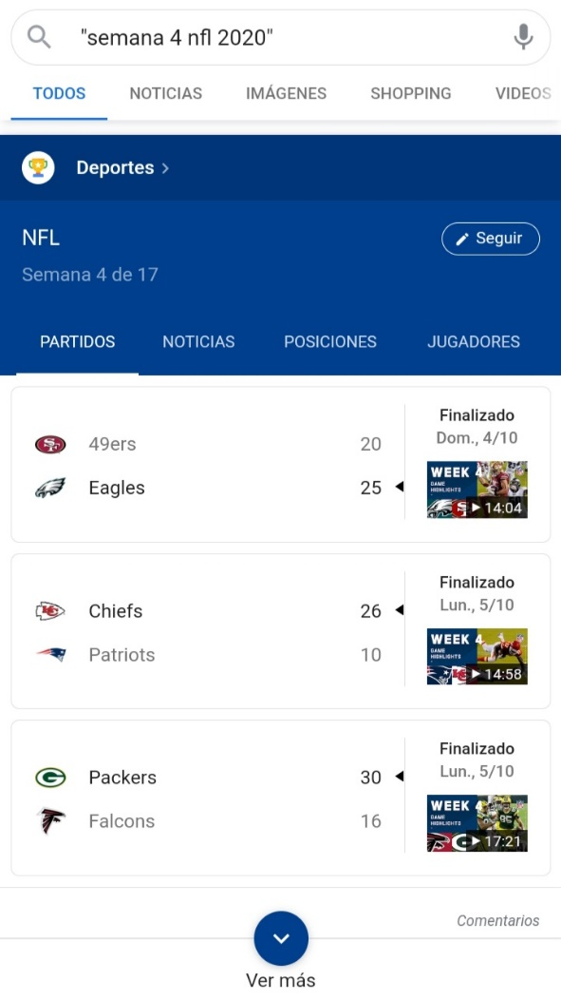 "semana 4 nfl 2020"
TODOS NOTICIAS IMÁGENES SHOPPING VIDEOS
Deportes
NFL
Seguir
Semana 4 de 17
PARTIDOS NOTICIAS POSICIONES JUGADORES
Finalizado
Dom., 4/10
49ers 20
Eagles 25
WEEK 4
GAME
HIGHLIGHTS
14:04
Finalizado
Lun., 5/10
Chiefs 26
Patriots 10
WEEK 4
GAME
HIGHLIGHTS
14:58
Finalizado
Lun., 5/10
Packers 30
Falcons 16
WEEK 4
GAME
HIGHLIGHTS
17:21
Comentarios
Ver más